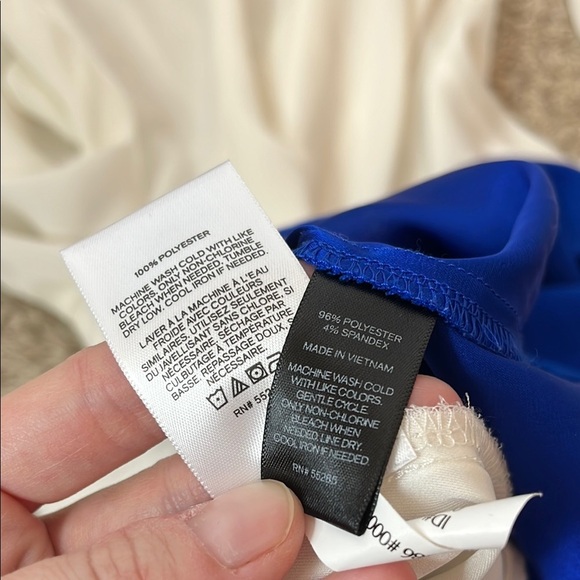 100% POLYESTER
MACHINE WASH COLD WITH LIKE
COLORS. ONLY NON-CHLORINE
BLEACH WHEN NEEDED. TUMBLE
DRY LOW. COOL IRON IF NEEDED.
LAVER À LA MACHINE À L'EAU
FROIDE AVEC COULEURS
SIMILAIRES. UTILISEZ SEULEMENT
DU JAVELLISANT SANS CHLORE, SI
NÉCESSAIRE. SÉCHAGE PAR
CULBUTAGE À TEMPÉRATURE
BASSE. REPASSAGE DOUX,
NÉCESSAIRE.
RN# 552
96% POLYESTER
4% SPANDEX
MADE IN VIETNAM
MACHINE WASH COLD
WITH LIKE COLORS.
GENTLE CYCLE.
ONLY NON-CHLORINE
BLEACH WHEN
NEEDED. LINE DRY.
COOL IRON IF NEEDED.
RN# 55285